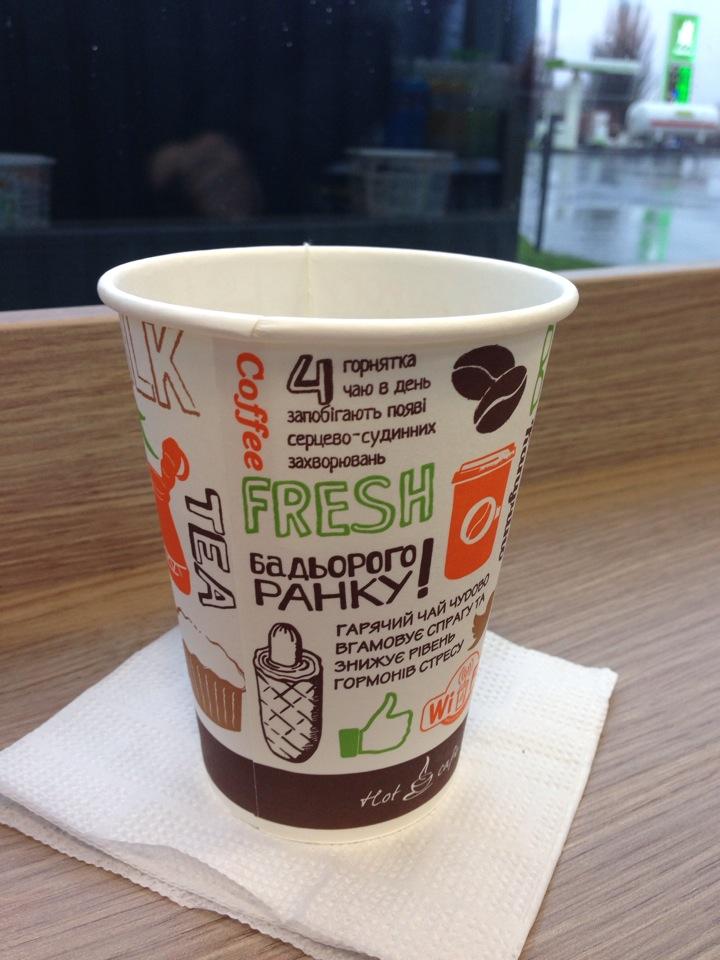 Coffee
4 горнятка
чаю в день
запобігають появі
серцево-судинних
захворювань
FRESH
TEA
бадьорого
РАНКУ!
ГАРЯЧИЙ ЧАЙ ЧУДОВО
ВГАМОВУЄ СПРАГУ ТА
ЗНИЖУЄ РІВЕНЬ
ГОРМОНІВ СТРЕСУ
Hot